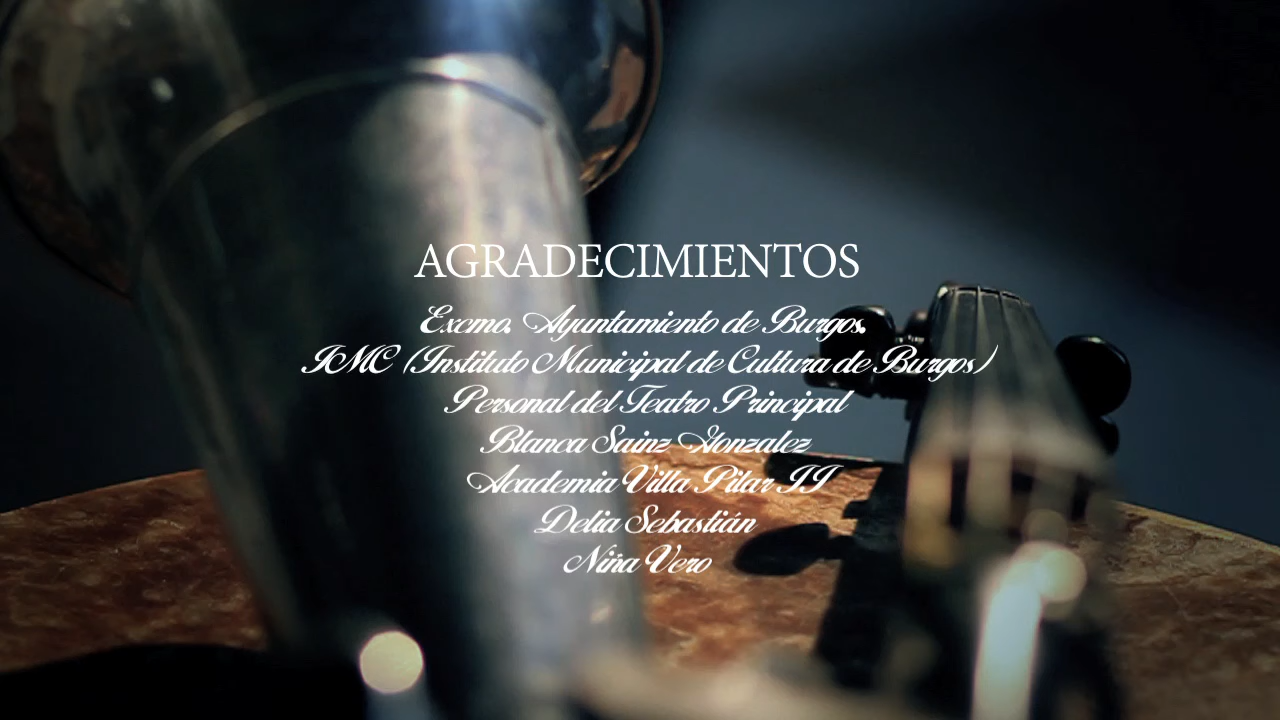 AGRADECIMIENTOS
Excmo. Ayuntamiento de Burgos.
IMC (Instituto Municipal de Cultura de Burgos)
Personal del Teatro Principal
Blanca Sainz Gonzalez
Academia Villa Pilar II
Delia Sebastián
Niña Vero